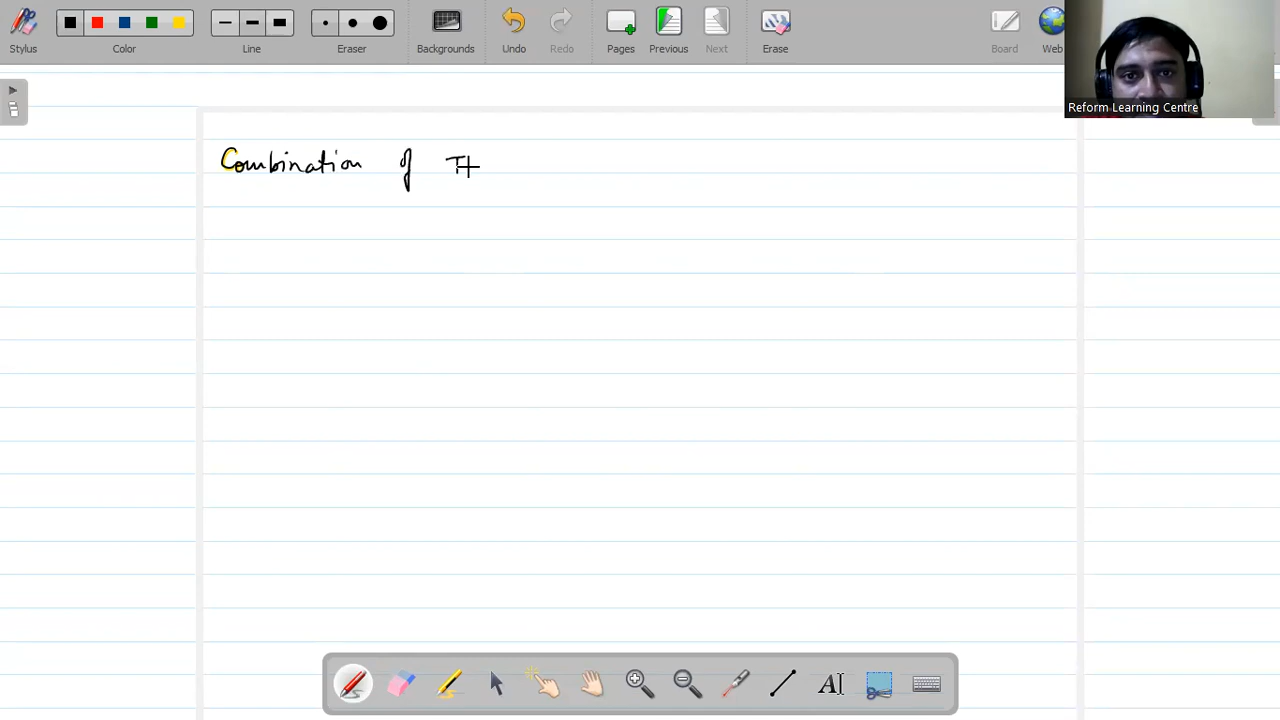 Stylus
Color
Line
Eraser
Backgrounds
Undo
Redo
Pages
Previous
Next
Erase
Board
Web
Reform Learning Centre
Combination of T